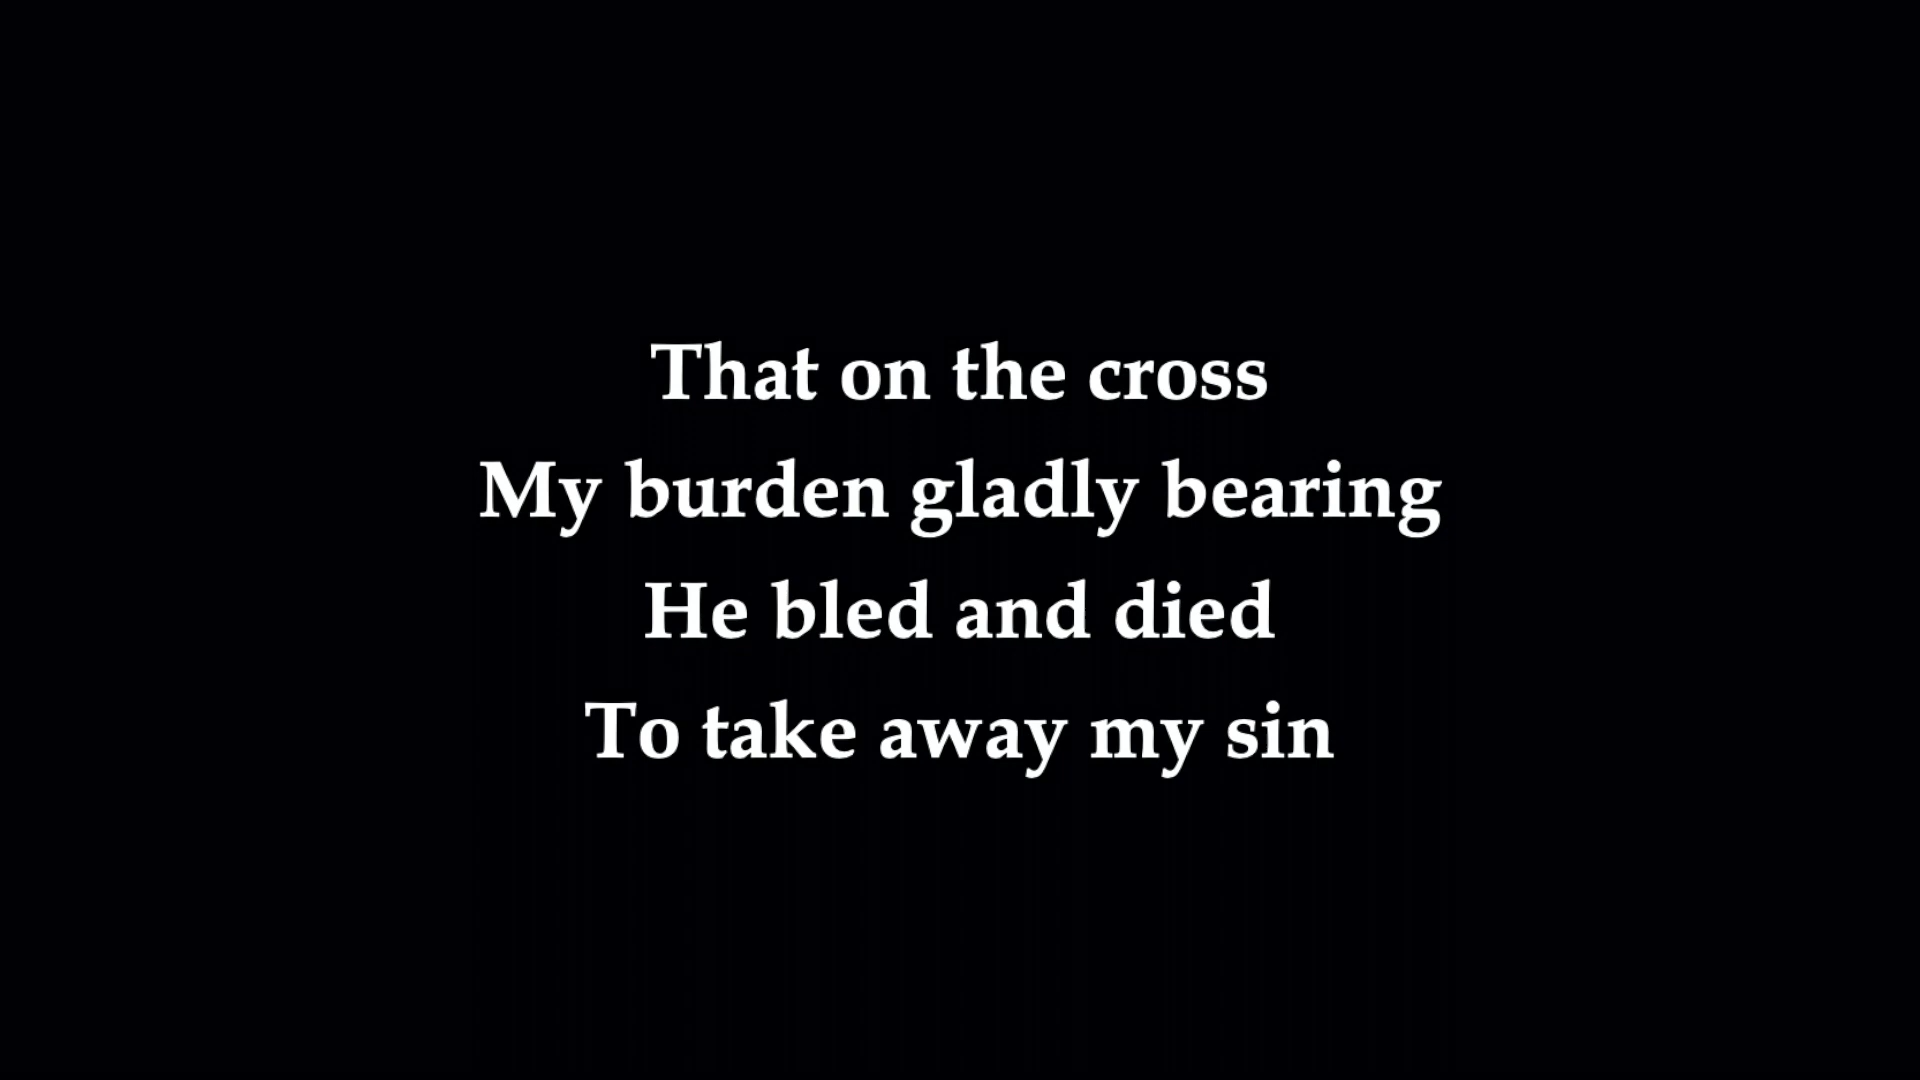 That on the cross
My burden gladly bearing
He bled and died
To take away my sin